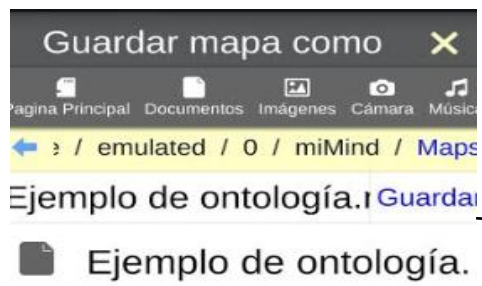 Guardar mapa como ×
Pagina Principal Documentos Imágenes Cámara Música
e / emulated / 0 / miMind / Maps
Ejemplo de ontología. Guardar
Ejemplo de ontología.